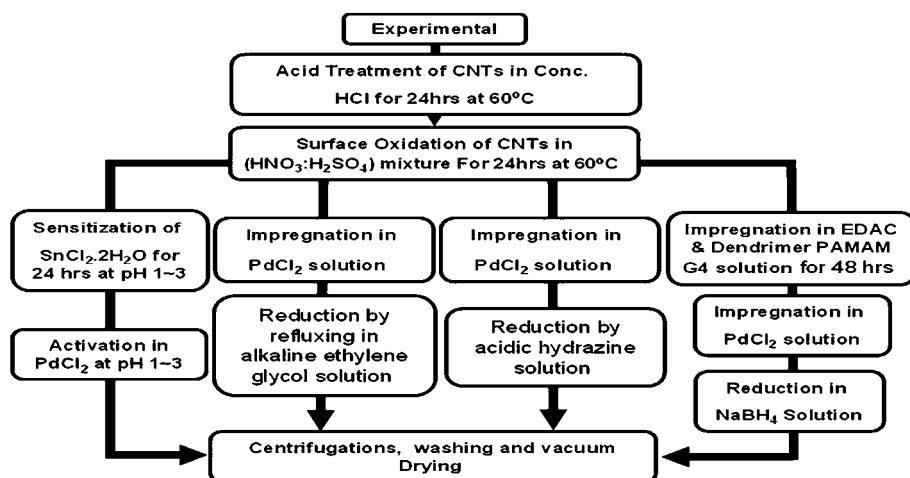 Experimental
Acid Treatment of CNTs in Conc.
HCl for 24hrs at 60ºC
Surface Oxidation of CNTs in
(HNO₃:H₂SO₄) mixture For 24hrs at 60ºC
Sensitization of
SnCl₂.2H₂O for
24 hrs at pH 1~3
Activation in
PdCl₂ at pH 1~3
Impregnation in
PdCl₂ solution
Reduction by
refluxing in
alkaline ethylene
glycol solution
Impregnation in
PdCl₂ solution
Reduction by
acidic hydrazine
solution
Impregnation in EDAC
& Dendrimer PAMAM
G4 solution for 48 hrs
Impregnation in
PdCl₂ solution
Reduction in
NaBH₄ Solution
Centrifugations, washing and vacuum
Drying